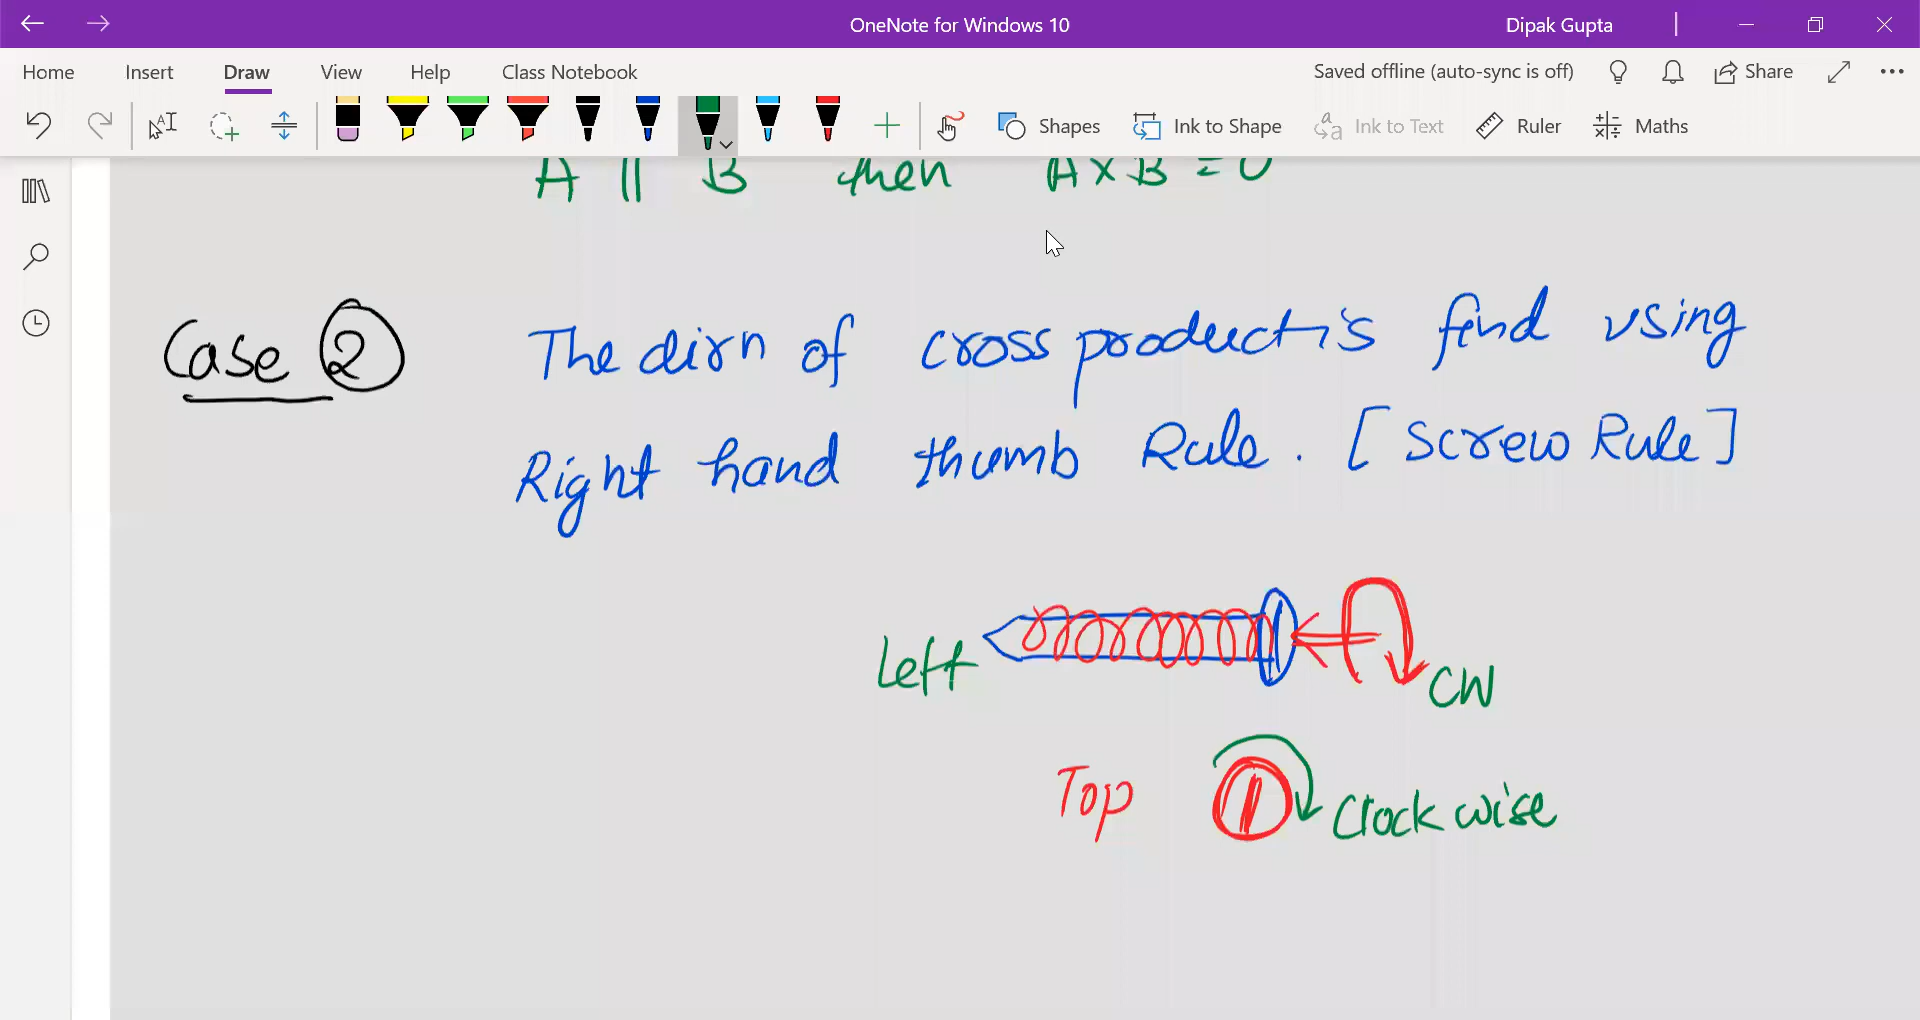 OneNote for Windows 10
Dipak Gupta
Home Insert Draw View Help Class Notebook
Saved offline (auto-sync is off) Share
Shapes Ink to Shape Ink to Text Ruler Maths
A || B then A x B = 0
Case 2 The dirn of cross product is find using
Right hand thumb Rule. [Screw Rule]
Left
CW
Top Clockwise